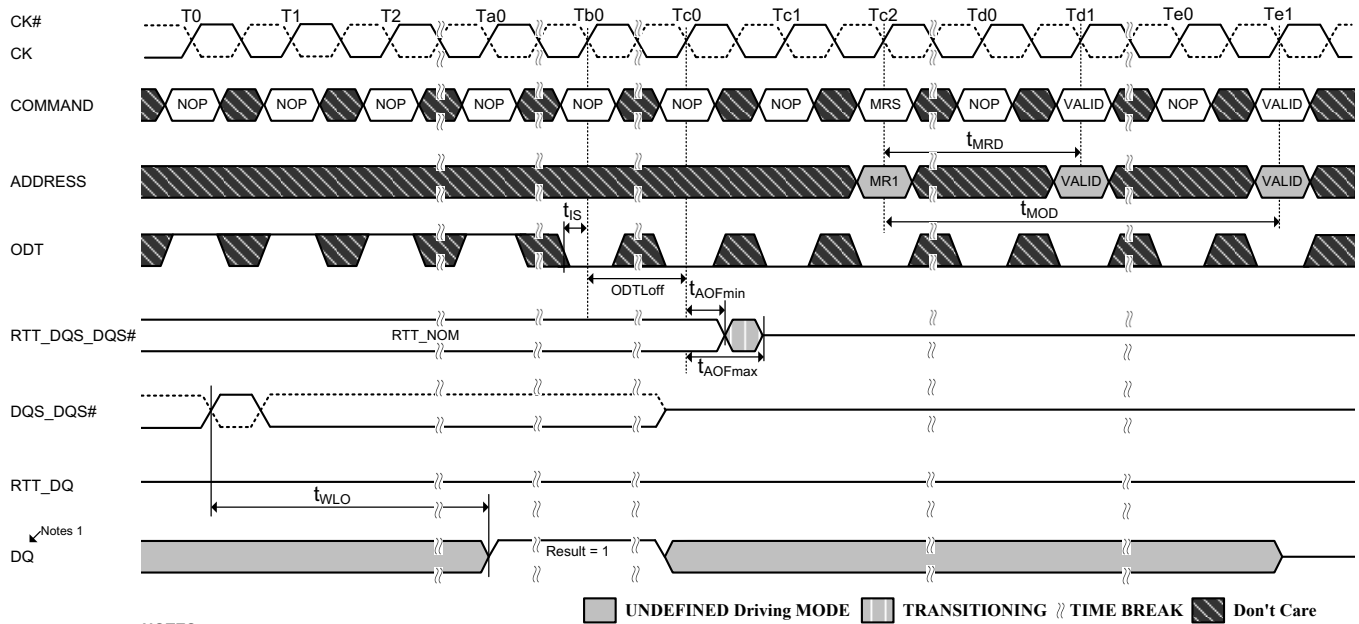 T0 T1 T2 Ta0 Tb0 Tc0 Tc1 Tc2 Td0 Td1 Te0 Te1
CK#
CK
COMMAND NOP NOP NOP NOP NOP NOP NOP MRS NOP VALID NOP VALID
tMRD
ADDRESS MR1 VALID VALID
tIS tMOD
ODT
ODTLoff tAOFmin
RTT_DQS_DQS# RTT_NOM
tAOFmax
DQS_DQS#
RTT_DQ
tWLO
Notes 1
DQ Result = 1
UNDEFINED Driving MODE TRANSITIONING TIME BREAK Don't Care